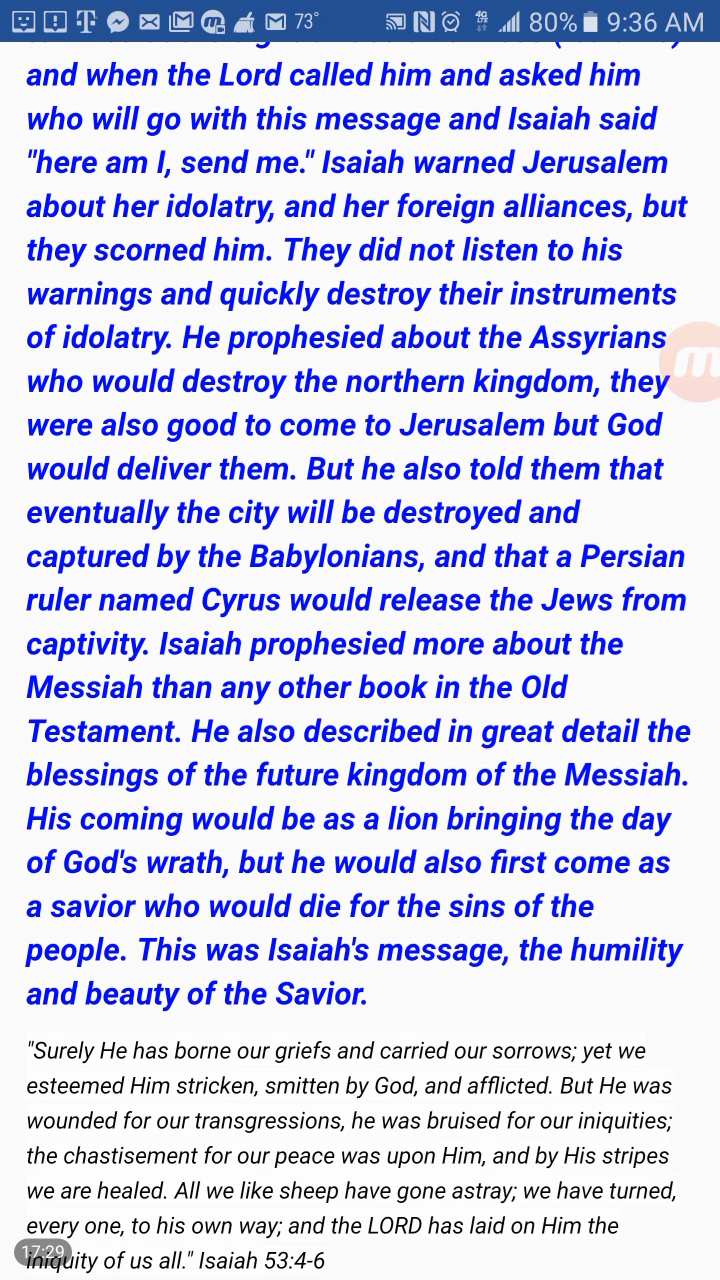 73°
80% 9:36 AM
and when the Lord called him and asked him
who will go with this message and Isaiah said
"here am I, send me." Isaiah warned Jerusalem
about her idolatry, and her foreign alliances, but
they scorned him. They did not listen to his
warnings and quickly destroy their instruments
of idolatry. He prophesied about the Assyrians
who would destroy the northern kingdom, they
were also good to come to Jerusalem but God
would deliver them. But he also told them that
eventually the city will be destroyed and
captured by the Babylonians, and that a Persian
ruler named Cyrus would release the Jews from
captivity. Isaiah prophesied more about the
Messiah than any other book in the Old
Testament. He also described in great detail the
blessings of the future kingdom of the Messiah.
His coming would be as a lion bringing the day
of God's wrath, but he would also first come as
a savior who would die for the sins of the
people. This was Isaiah's message, the humility
and beauty of the Savior.
"Surely He has borne our griefs and carried our sorrows; yet we
esteemed Him stricken, smitten by God, and afflicted. But He was
wounded for our transgressions, he was bruised for our iniquities;
the chastisement for our peace was upon Him, and by His stripes
we are healed. All we like sheep have gone astray; we have turned,
every one, to his own way; and the LORD has laid on Him the
17:29
iniquity of us all." Isaiah 53:4-6